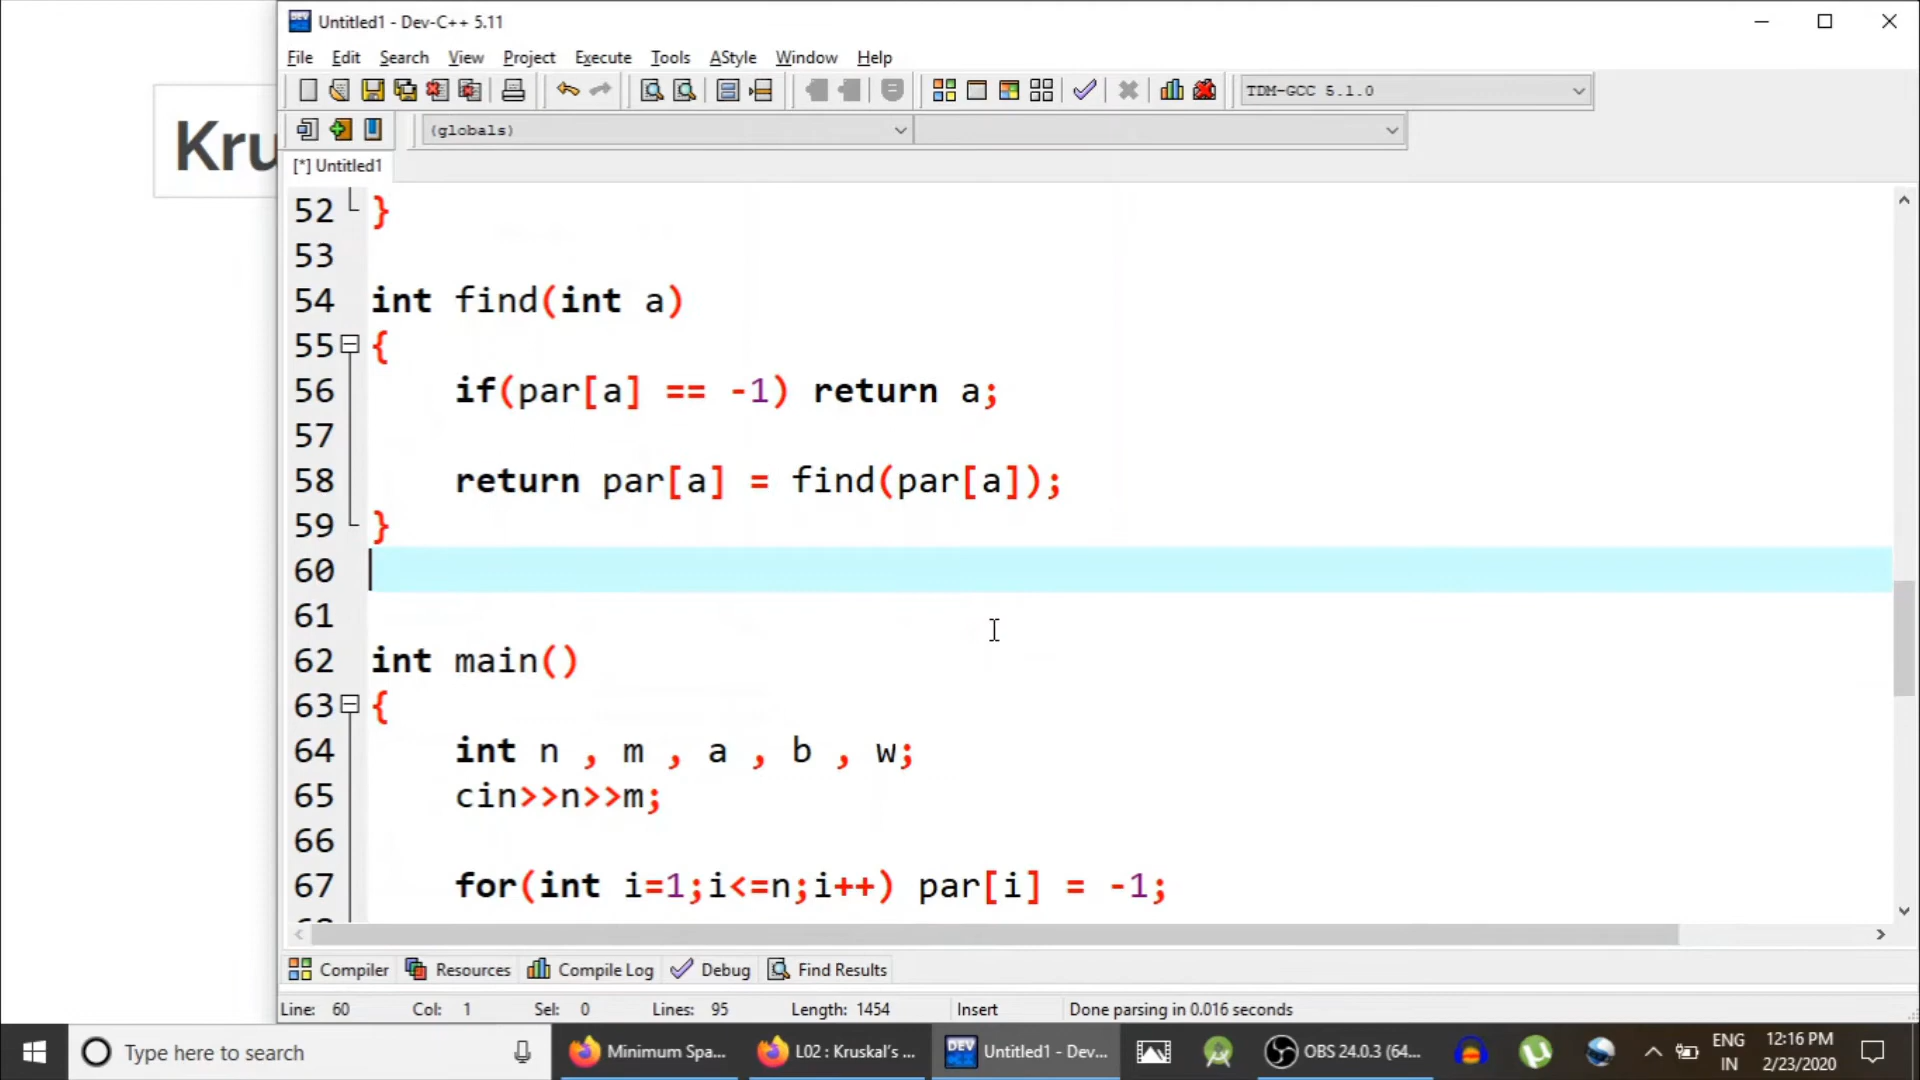 Untitled1 - Dev-C++ 5.11
File Edit Search View Project Execute Tools AStyle Window Help
TDM-GCC 5.1.0
(globals)
[*] Untitled1
Kru
52 }
53
54 int find(int a)
55 {
56 if(par[a] == -1) return a;
57
58 return par[a] = find(par[a]);
59 }
60
61
62 int main()
63 {
64 int n , m , a , b , w;
65 cin>>n>>m;
66
67 for(int i=1;i<=n;i++) par[i] = -1;
Compiler Resources Compile Log Debug Find Results
Line: 60 Col: 1 Sel: 0 Lines: 95 Length: 1454 Insert Done parsing in 0.016 seconds
Type here to search
Minimum Spa...
L02 : Kruskal's ...
DEV Untitled1 - Dev...
OBS 24.0.3 (64...
ENG
IN
12:16 PM
2/23/2020